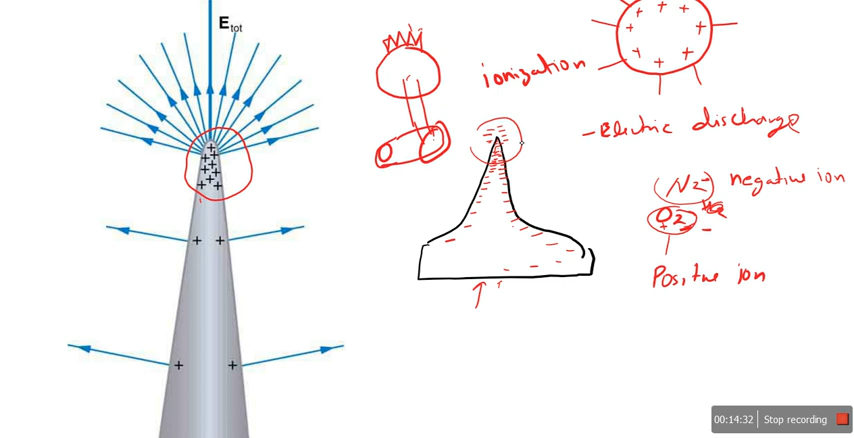 E_tot
ionization
-Electric discharge
N2⁻ negative ion
O2
+ -
Positive ion
00:14:32 Stop recording